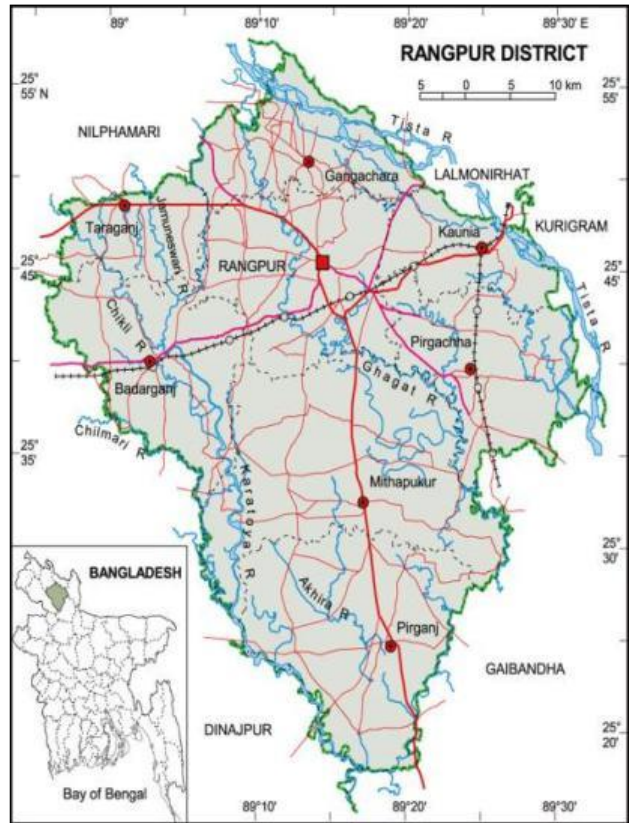 89°
89°10'
89°20'
89°30' E
RANGPUR DISTRICT
5 0 5 10 km
25°
55' N
25°
55'
NILPHAMARI
Tista R
Gangachara
LALMONIRHAT
Taraganj
Jamuneswari R
Kaunia
KURIGRAM
RANGPUR
25°
45'
25°
45'
Chikli R
Tista R
Pirgachha
Badarganj
Ghagat R
Chilmari R
25°
35'
Karatoya R
Mithapukur
25°
30'
BANGLADESH
Akhira R
Pirganj
GAIBANDHA
DINAJPUR
25°
20'
Bay of Bengal
89°10'
89°20'
89°30'